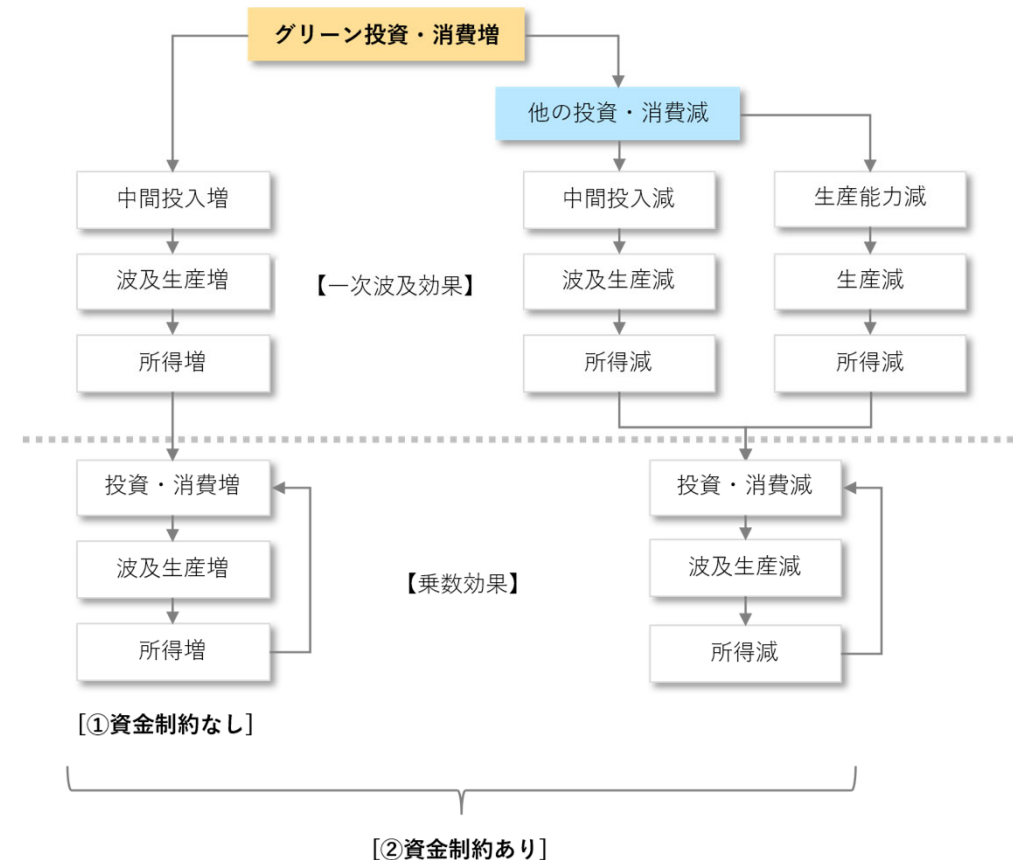 グリーン投資・消費増
他の投資・消費減
中間投入増
中間投入減
生産能力減
波及生産増
【一次波及効果】
波及生産減
生産減
所得増
所得減
所得減
投資・消費増
投資・消費減
波及生産増
【乗数効果】
波及生産減
所得増
所得減
[①資金制約なし]
[②資金制約あり]